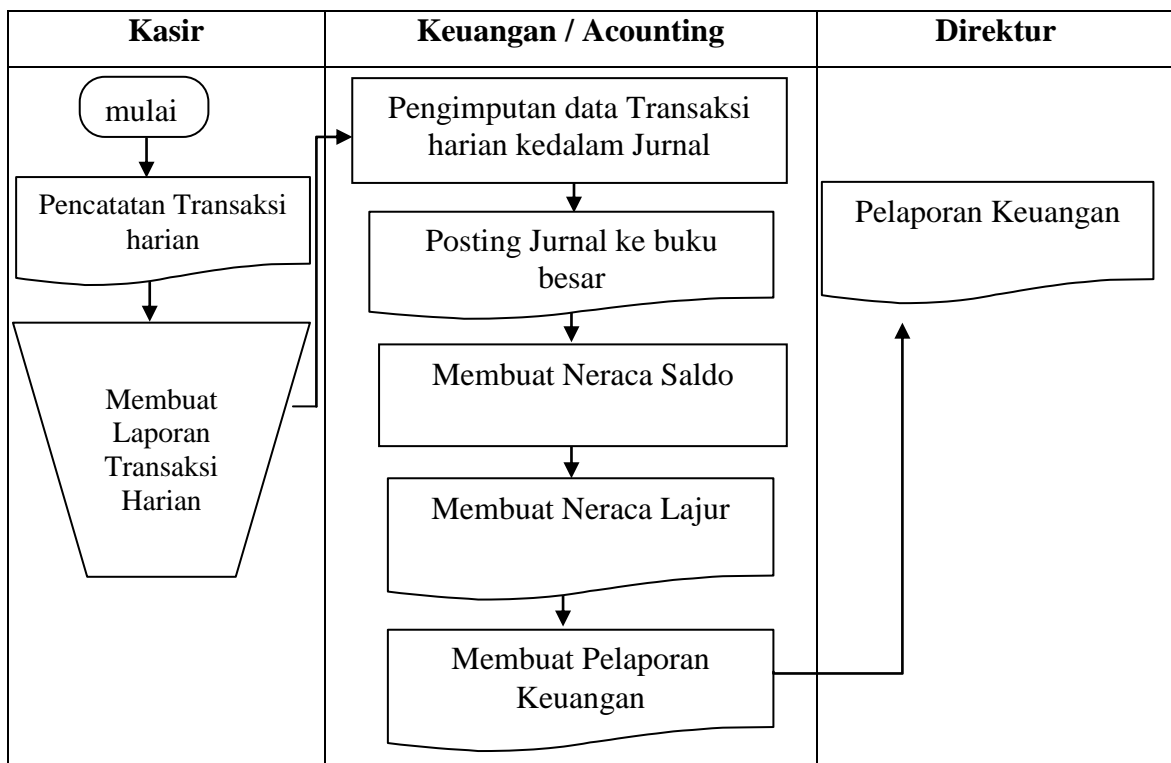 Kasir
Keuangan / Acounting
Direktur
mulai
Pencatatan Transaksi
harian
Membuat
Laporan
Transaksi
Harian
Pengimputan data Transaksi
harian kedalam Jurnal
Posting Jurnal ke buku
besar
Membuat Neraca Saldo
Membuat Neraca Lajur
Membuat Pelaporan
Keuangan
Pelaporan Keuangan